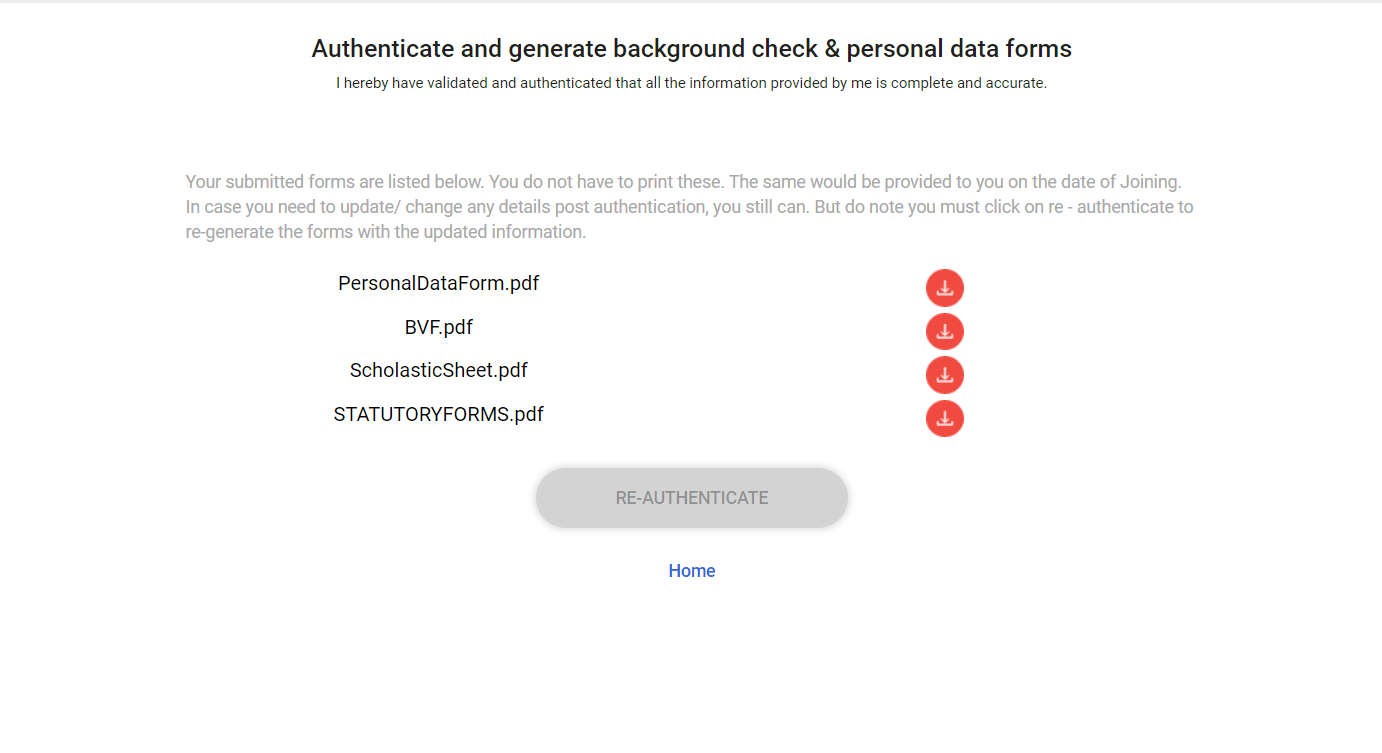 Authenticate and generate background check & personal data forms
I hereby have validated and authenticated that all the information provided by me is complete and accurate.
Your submitted forms are listed below. You do not have to print these. The same would be provided to you on the date of Joining.
In case you need to update/ change any details post authentication, you still can. But do note you must click on re - authenticate to
re-generate the forms with the updated information.
PersonalDataForm.pdf
BVF.pdf
ScholasticSheet.pdf
STATUTORYFORMS.pdf
RE-AUTHENTICATE
Home